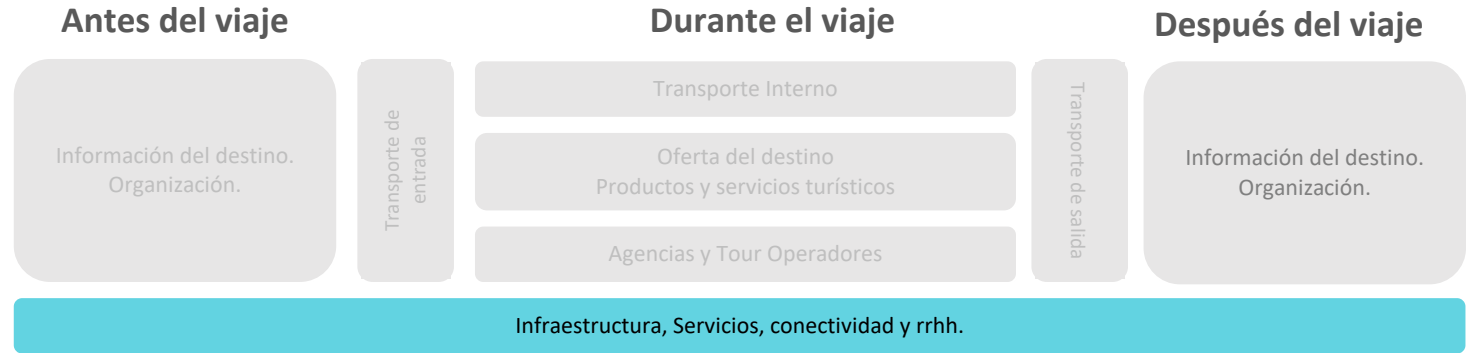 Antes del viaje
Durante el viaje
Después del viaje
Información del destino.
Organización.
Transporte de
entrada
Transporte Interno
Oferta del destino
Productos y servicios turísticos
Agencias y Tour Operadores
Transporte de salida
Información del destino.
Organización.
Infraestructura, Servicios, conectividad y rrhh.